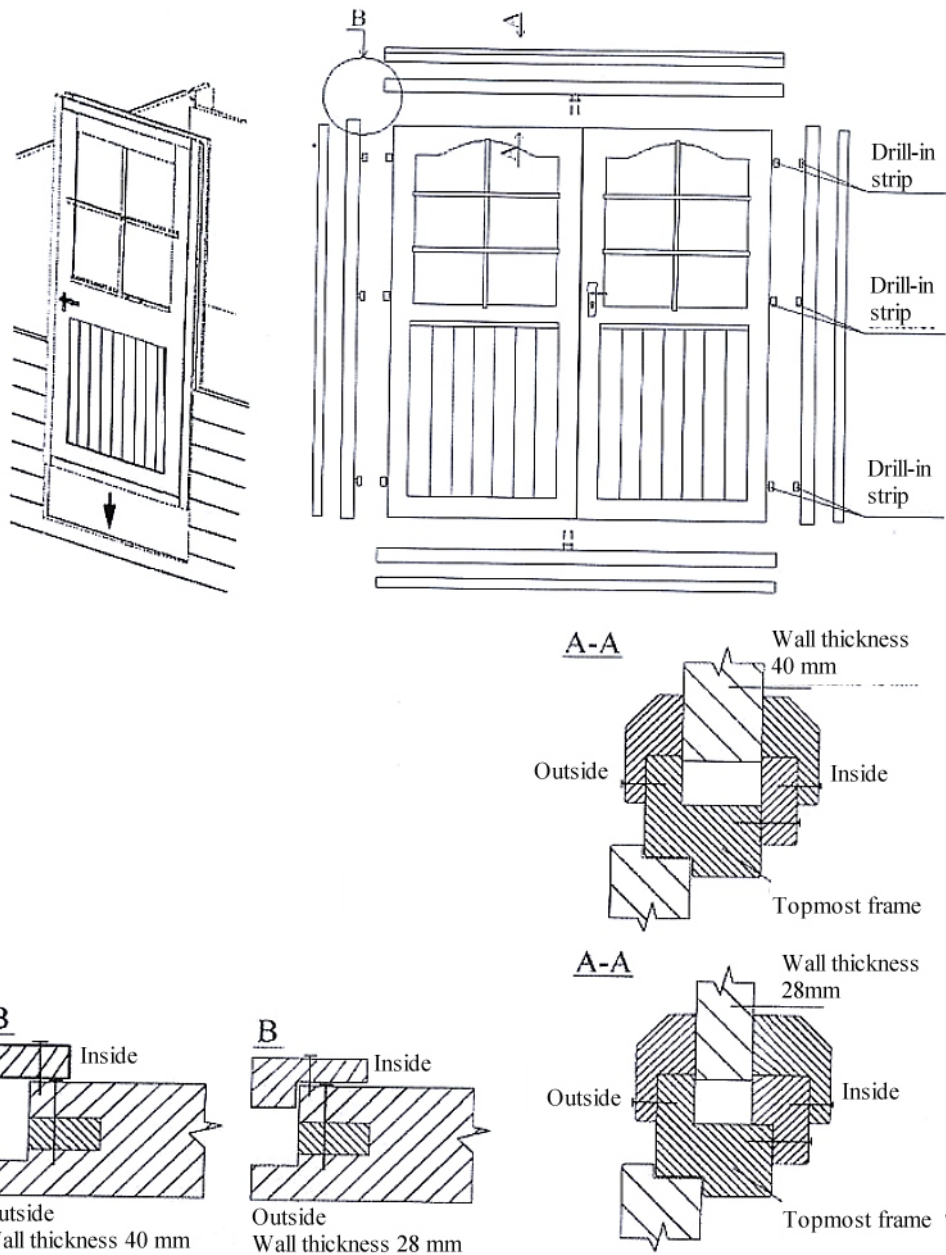 B
A
A
Drill-in
strip
Drill-in
strip
Drill-in
strip
A-A
Wall thickness
40 mm
Outside
Inside
Topmost frame
A-A
Wall thickness
28mm
Outside
Inside
Topmost frame
B
Inside
Outside
Wall thickness 40 mm
B
Inside
Outside
Wall thickness 28 mm